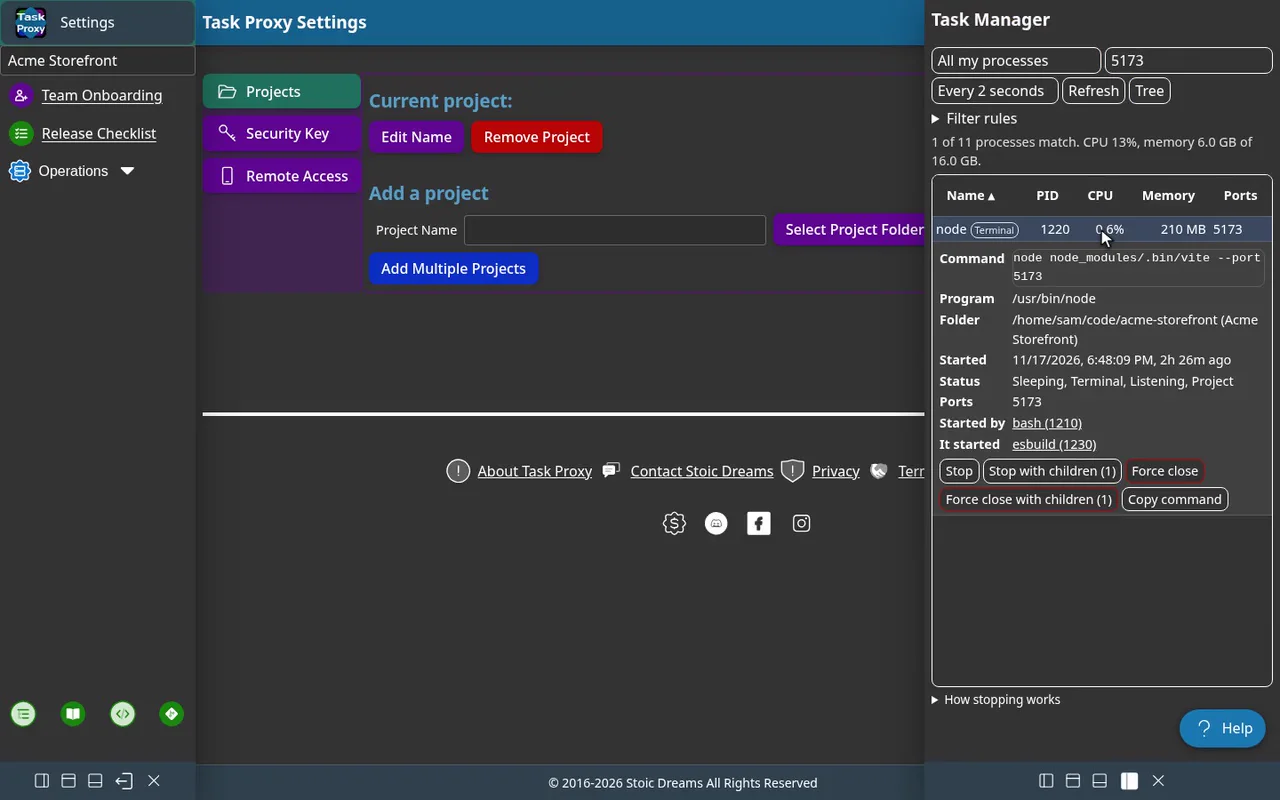 Task Proxy
Settings
Acme Storefront
Team Onboarding
Release Checklist
Operations
Task Proxy Settings
Projects
Security Key
Remote Access
Current project:
Edit Name
Remove Project
Add a project
Project Name
Select Project Folder
Add Multiple Projects
About Task Proxy
Contact Stoic Dreams
Privacy
Terr
© 2016-2026 Stoic Dreams All Rights Reserved
Task Manager
All my processes
5173
Every 2 seconds
Refresh
Tree
Filter rules
1 of 11 processes match. CPU 13%, memory 6.0 GB of
16.0 GB.
Name▲ PID CPU Memory Ports
node Terminal 1220 0.6% 210 MB 5173
Command node node_modules/.bin/vite --port
5173
Program /usr/bin/node
Folder /home/sam/code/acme-storefront (Acme
Storefront)
Started 11/17/2026, 6:48:09 PM, 2h 26m ago
Status Sleeping, Terminal, Listening, Project
Ports 5173
Started by bash (1210)
It started esbuild (1230)
Stop
Stop with children (1)
Force close
Force close with children (1)
Copy command
How stopping works
Help